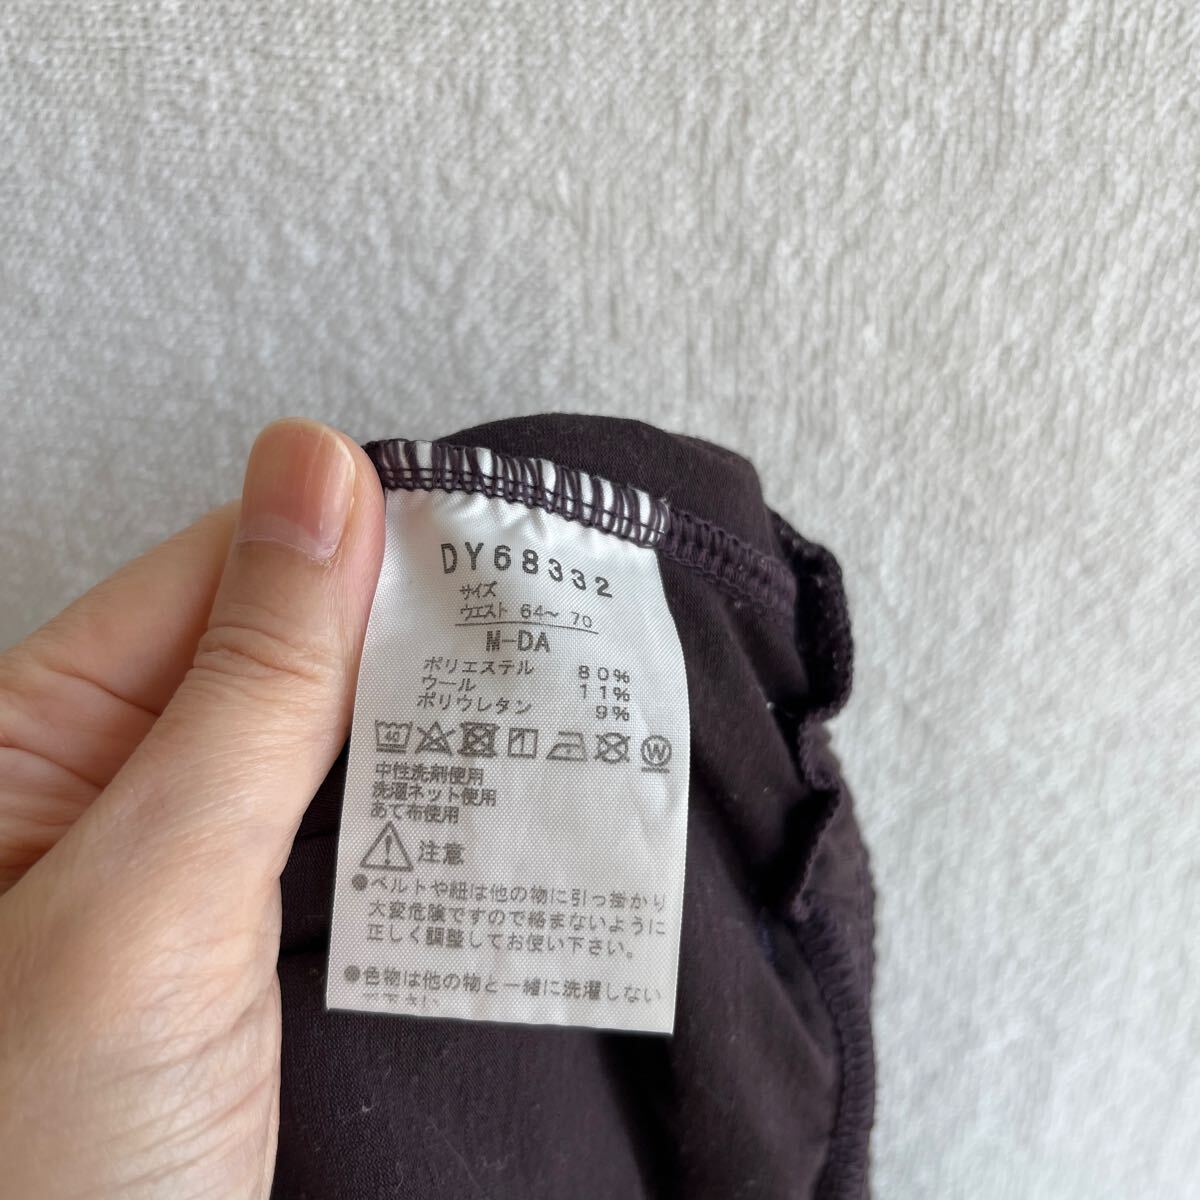 DY68332
サイズ
ウエスト 64～70
M-DA
ポリエステル 80%
ウール 11%
ポリウレタン 9%
40 W
中性洗剤使用
洗濯ネット使用
あて布使用
注意
●ベルトや紐は他の物に引っ掛かり
大変危険ですので絡まないように
正しく調整してお使い下さい。
●色物は他の物と一緒に洗濯しない
で下さい